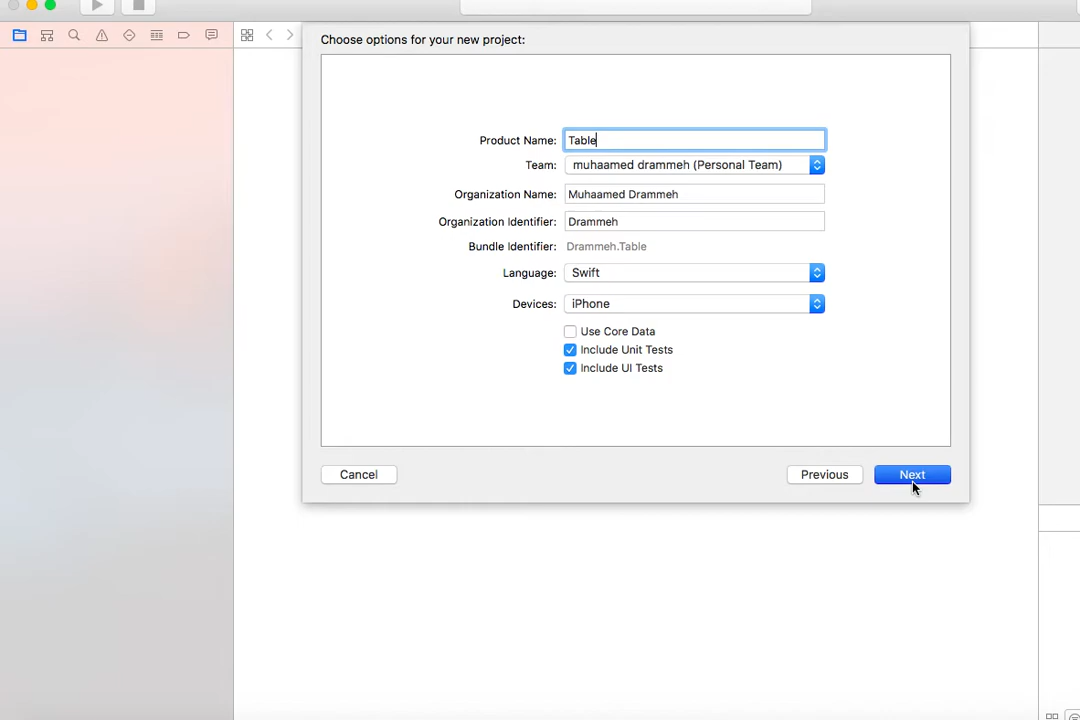 Choose options for your new project:
Product Name: Table
Team: muhaamed drammeh (Personal Team)
Organization Name: Muhaamed Drammeh
Organization Identifier: Drammeh
Bundle Identifier: Drammeh.Table
Language: Swift
Devices: iPhone
Use Core Data
Include Unit Tests
Include UI Tests
Cancel Previous Next